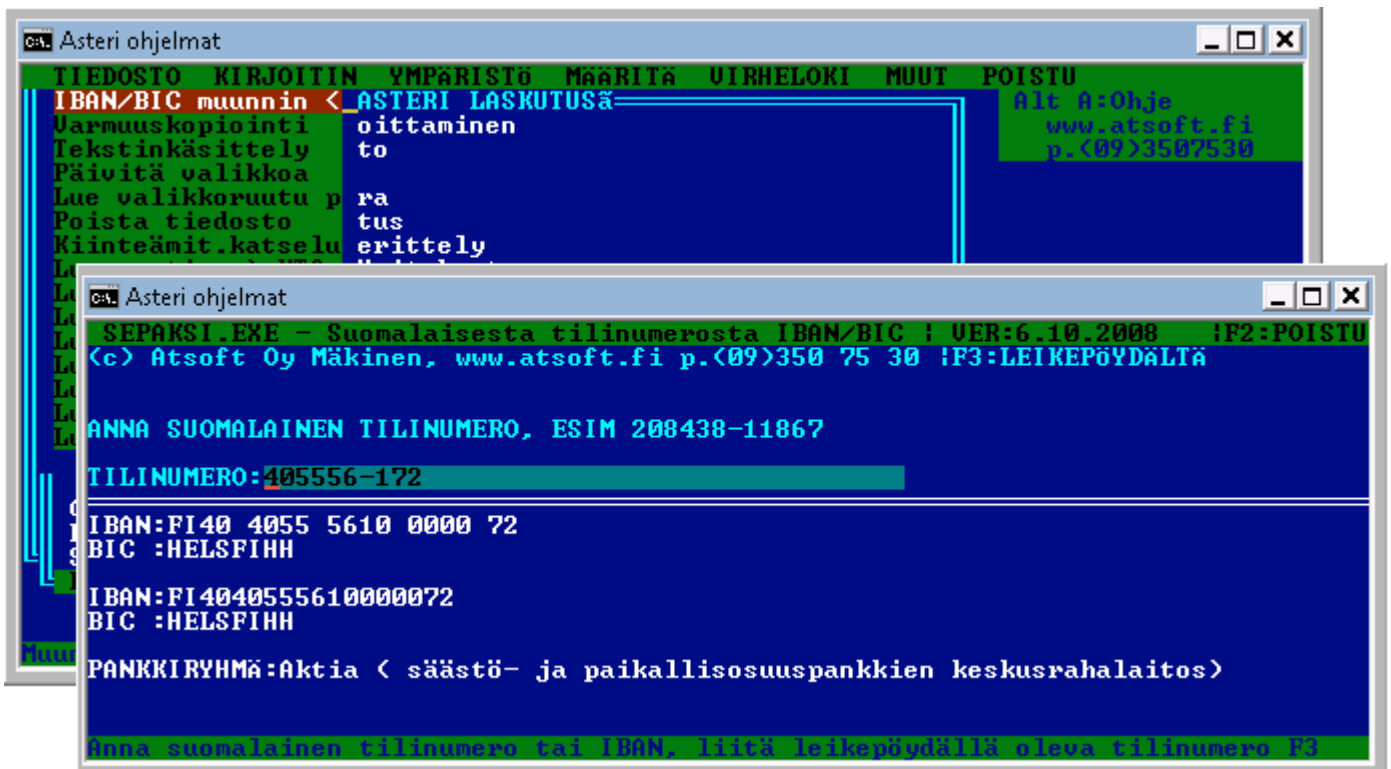 Asteri ohjelmat
TIEDOSTO KIRJOITIN YMPäRISTö MääRITä VIRHELOKI MUUT POISTU
IBAN/BIC muunnin < ASTERI LASKUTUSä Alt A:Ohje
Varmuuskopiointi oittaminen www.atsoft.fi
Tekstinkäsittely to p.(09)3507530
Päivitä valikkoa
Lue valikkoruutu p ra
Poista tiedosto tus
Kiinteämit.katselu erittely
Asteri ohjelmat
SEPAKSI.EXE - Suomalaisesta tilinumerosta IBAN/BIC ¦ VER:6.10.2008 ¦F2:POISTU
(c) Atsoft Oy Mäkinen, www.atsoft.fi p.(09)350 75 30 ¦F3:LEIKEPöYDäLTä
ANNA SUOMALAINEN TILINUMERO, ESIM 208438-11867
TILINUMERO:405556-172
IBAN:FI40 4055 5610 0000 72
BIC :HELSFIHH
IBAN:FI4040555610000072
BIC :HELSFIHH
PANKKIRYHMä:Aktia ( säästö- ja paikallisosuuspankkien keskusrahalaitos)
Anna suomalainen tilinumero tai IBAN, liitä leikepöydällä oleva tilinumero F3